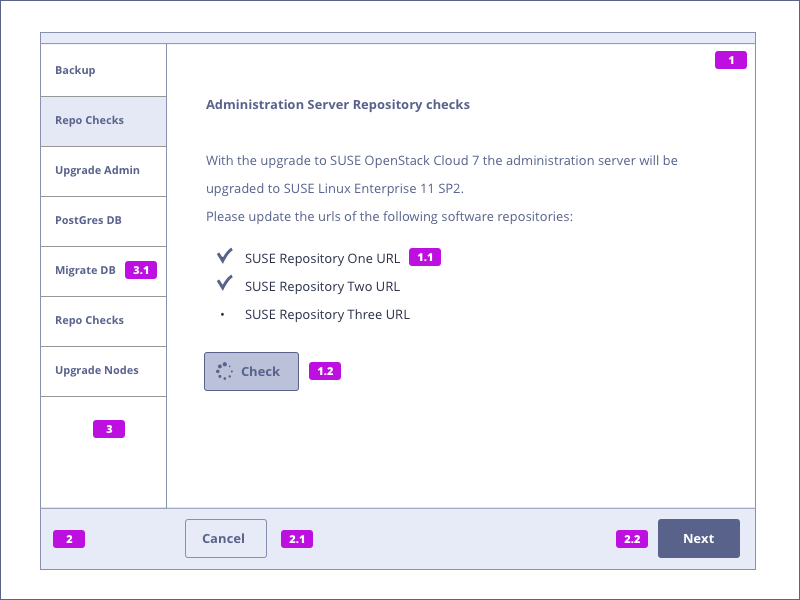 Backup
Repo Checks
Upgrade Admin
PostGres DB
Migrate DB 3.1
Repo Checks
Upgrade Nodes
3
1
Administration Server Repository checks
With the upgrade to SUSE OpenStack Cloud 7 the administration server will be
upgraded to SUSE Linux Enterprise 11 SP2.
Please update the urls of the following software repositories:
SUSE Repository One URL 1.1
SUSE Repository Two URL
• SUSE Repository Three URL
Check 1.2
2 Cancel 2.1 2.2 Next